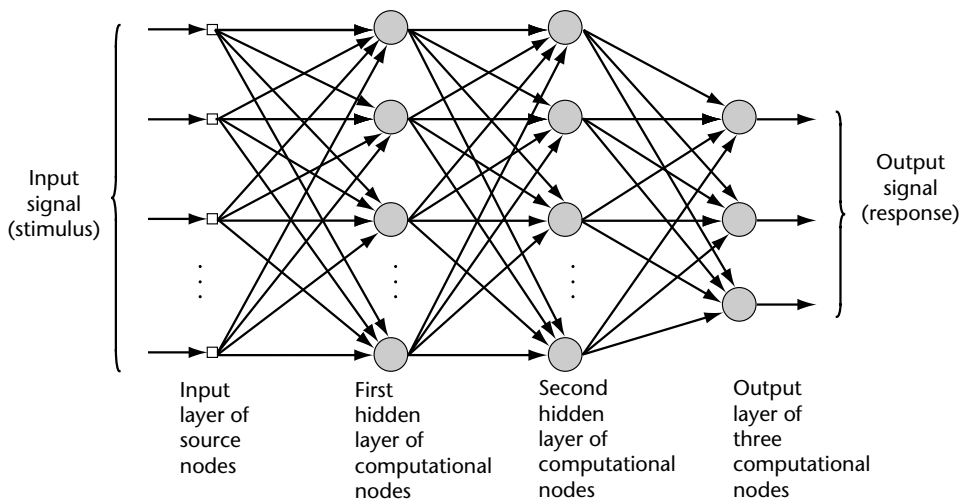 Input
signal
(stimulus)
Output
signal
(response)
Input
layer of
source
nodes
First
hidden
layer of
computational
nodes
Second
hidden
layer of
computational
nodes
Output
layer of
three
computational
nodes